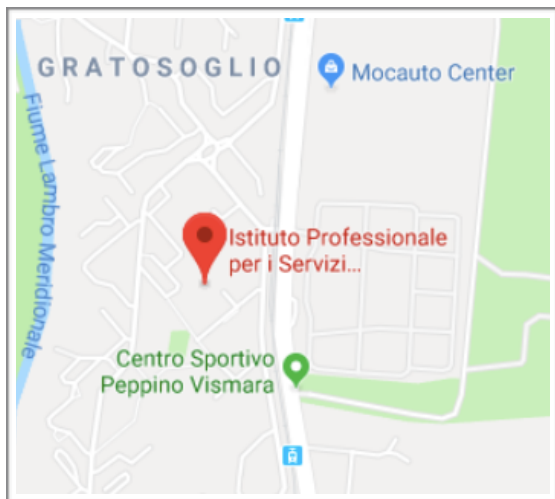 GRATOSOGLIO
Mocauto Center
Fiume Lambro Meridionale
Istituto Professionale
per i Servizi...
Centro Sportivo
Peppino Vismara